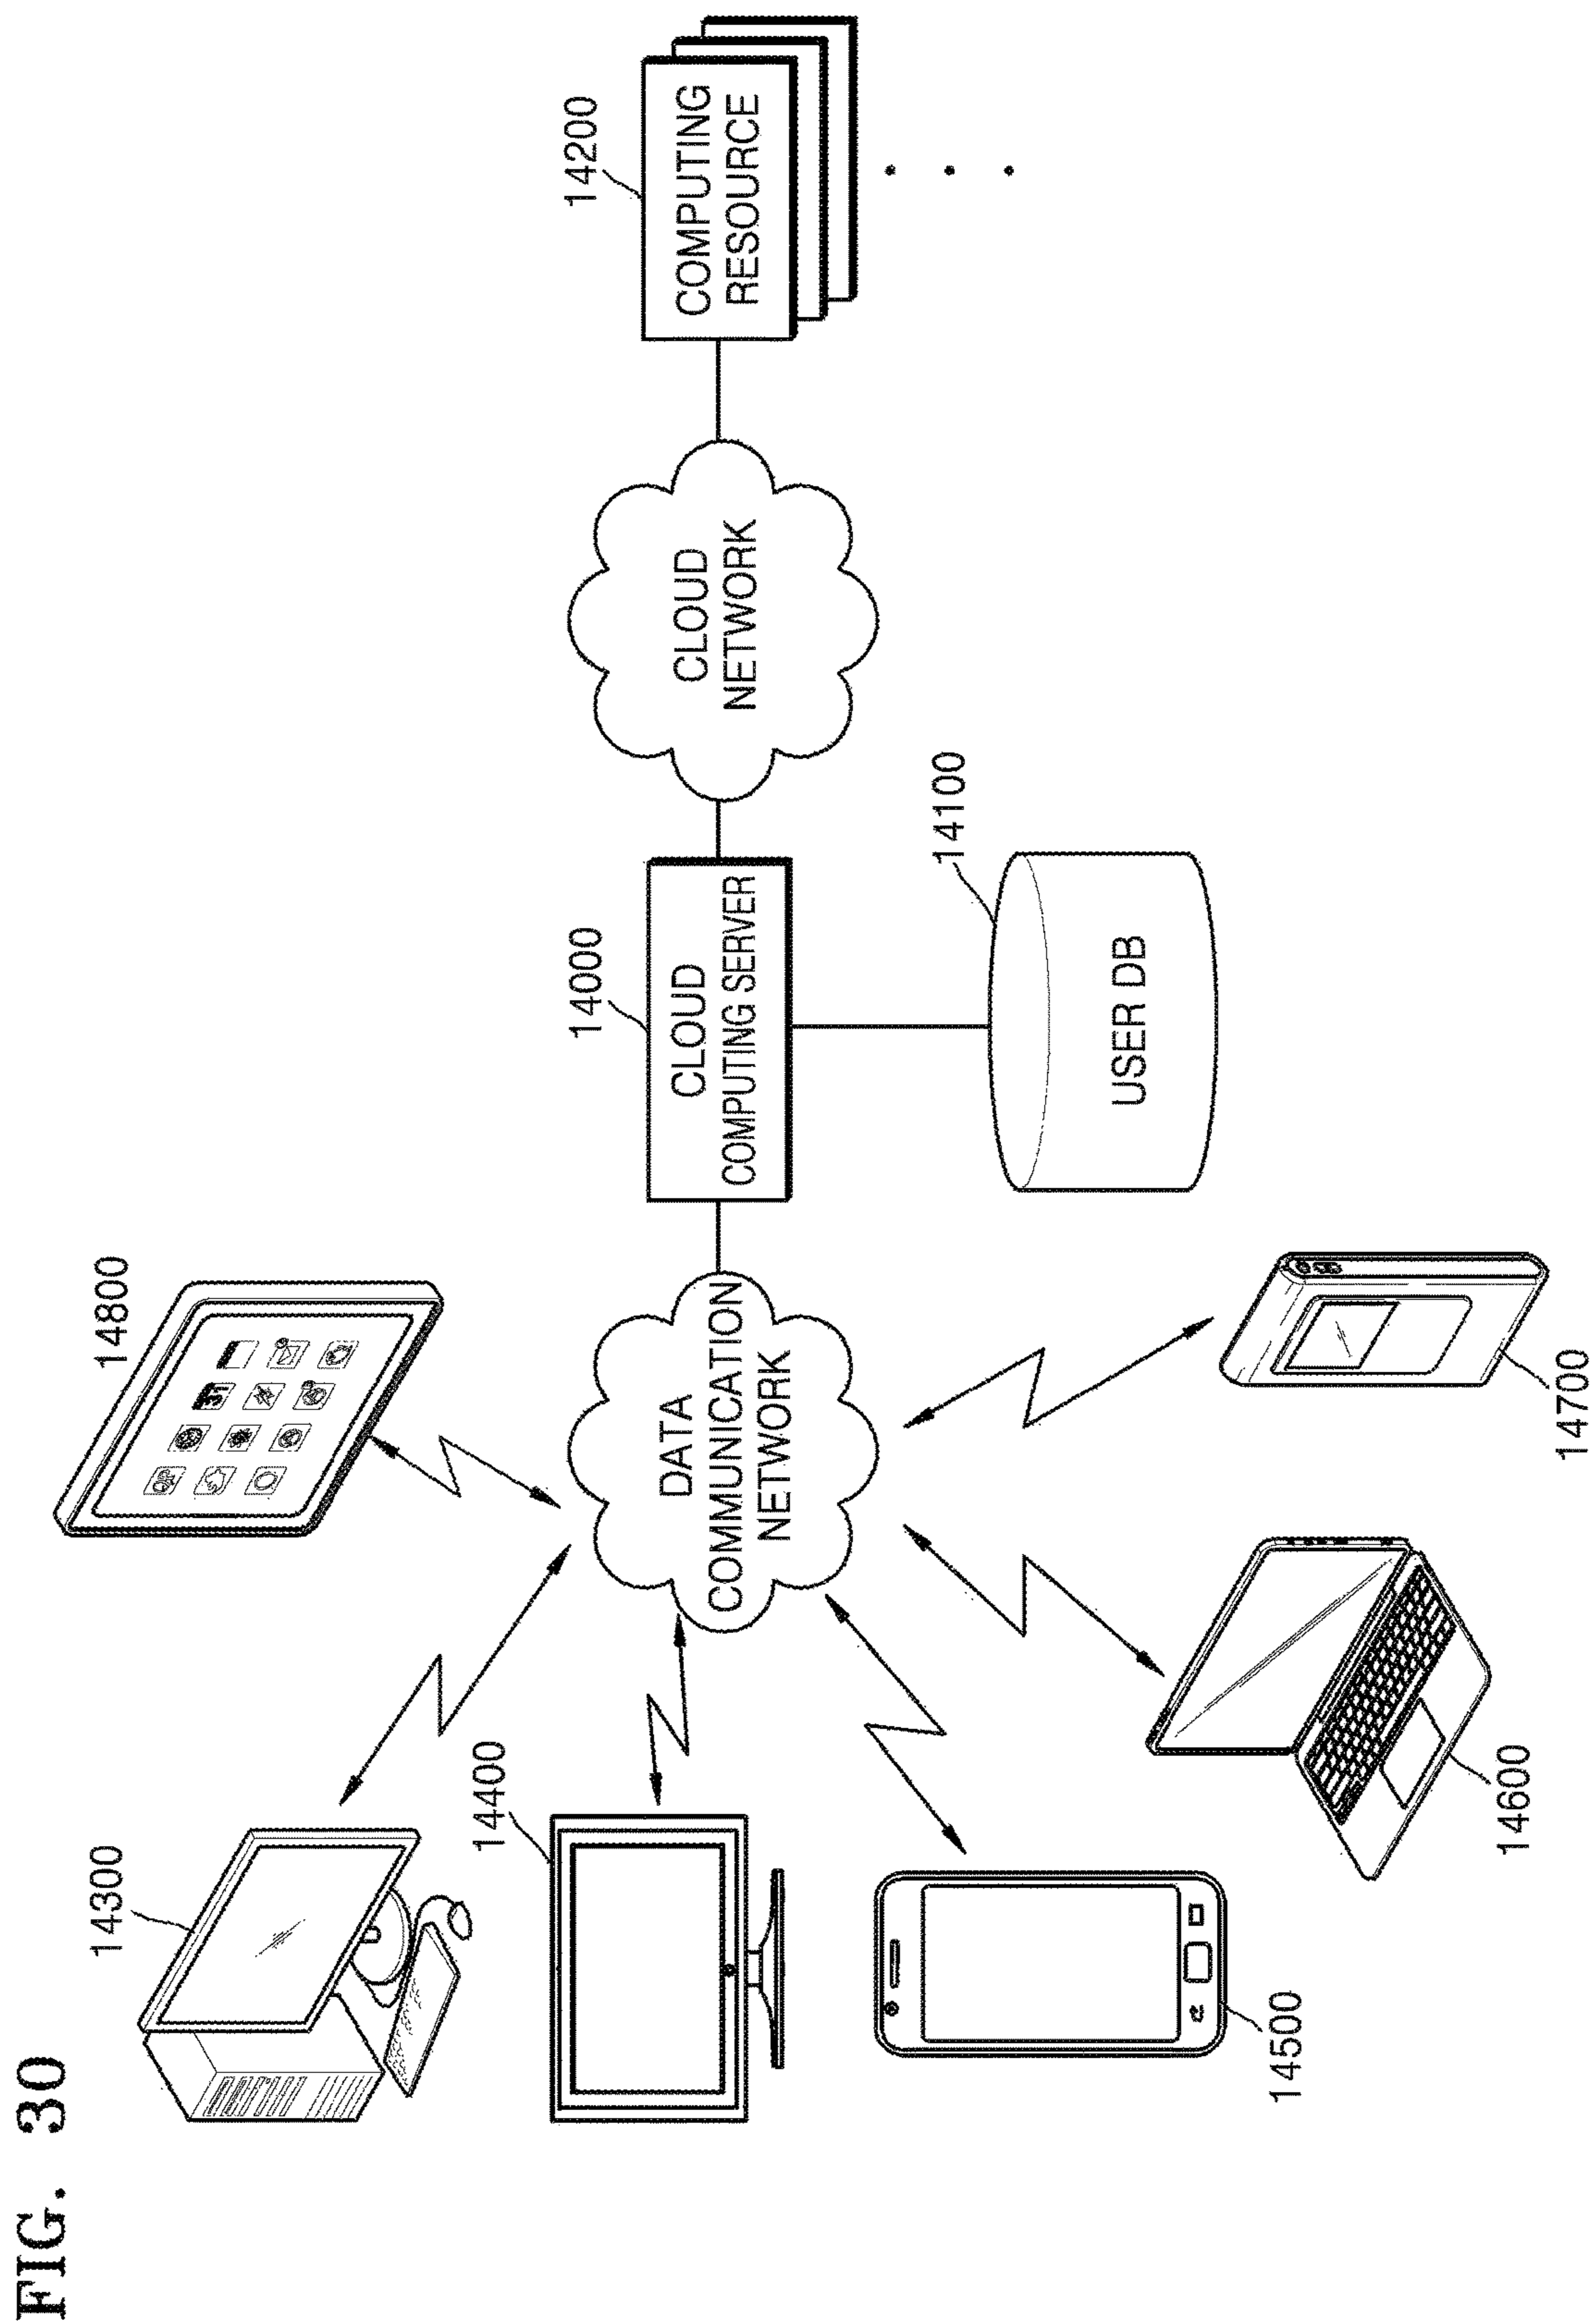 FIG. 30
14300
14800
14400
14500
14600
14700
DATA
COMMUNICATION
NETWORK
14000
CLOUD
COMPUTING SERVER
14100
USER DB
CLOUD
NETWORK
14200
COMPUTING
RESOURCE
31